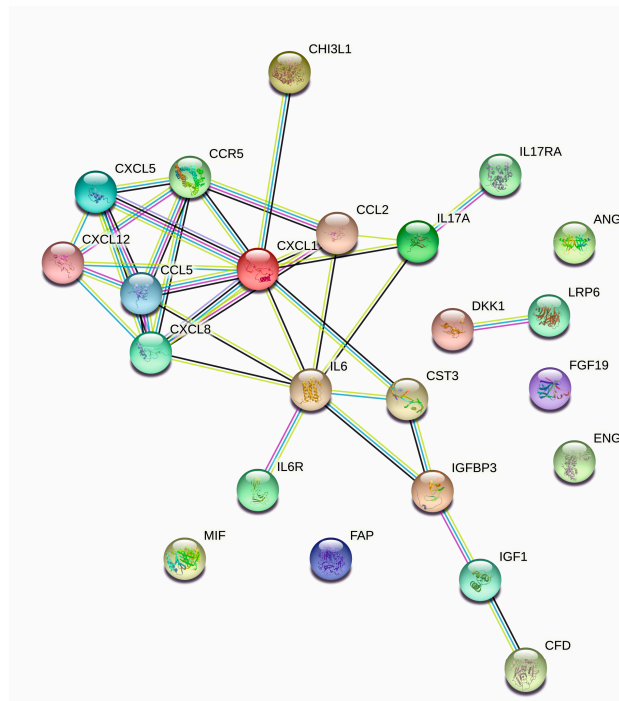 CHI3L1
CCR5
IL17RA
CXCL5
CCL2
IL17A
ANG
CXCL12
CXCL1
CCL5
DKK1
LRP6
CXCL8
IL6
CST3
FGF19
ENG
IL6R
IGFBP3
MIF
FAP
IGF1
CFD